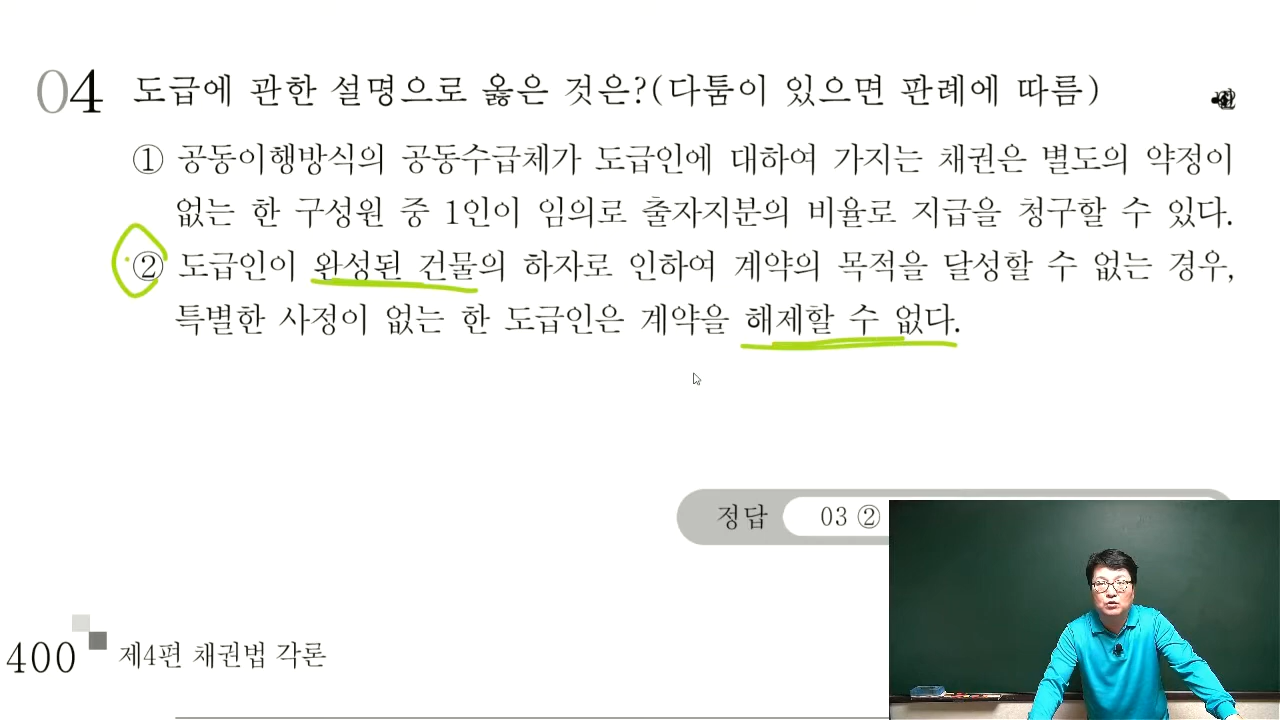 04 도급에 관한 설명으로 옳은 것은?(다툼이 있으면 판례에 따름)
① 공동이행방식의 공동수급체가 도급인에 대하여 가지는 채권은 별도의 약정이
없는 한 구성원 중 1인이 임의로 출자지분의 비율로 지급을 청구할 수 있다.
② 도급인이 완성된 건물의 하자로 인하여 계약의 목적을 달성할 수 없는 경우,
특별한 사정이 없는 한 도급인은 계약을 해제할 수 없다.
정답 03 ②
400 제4편 채권법 각론